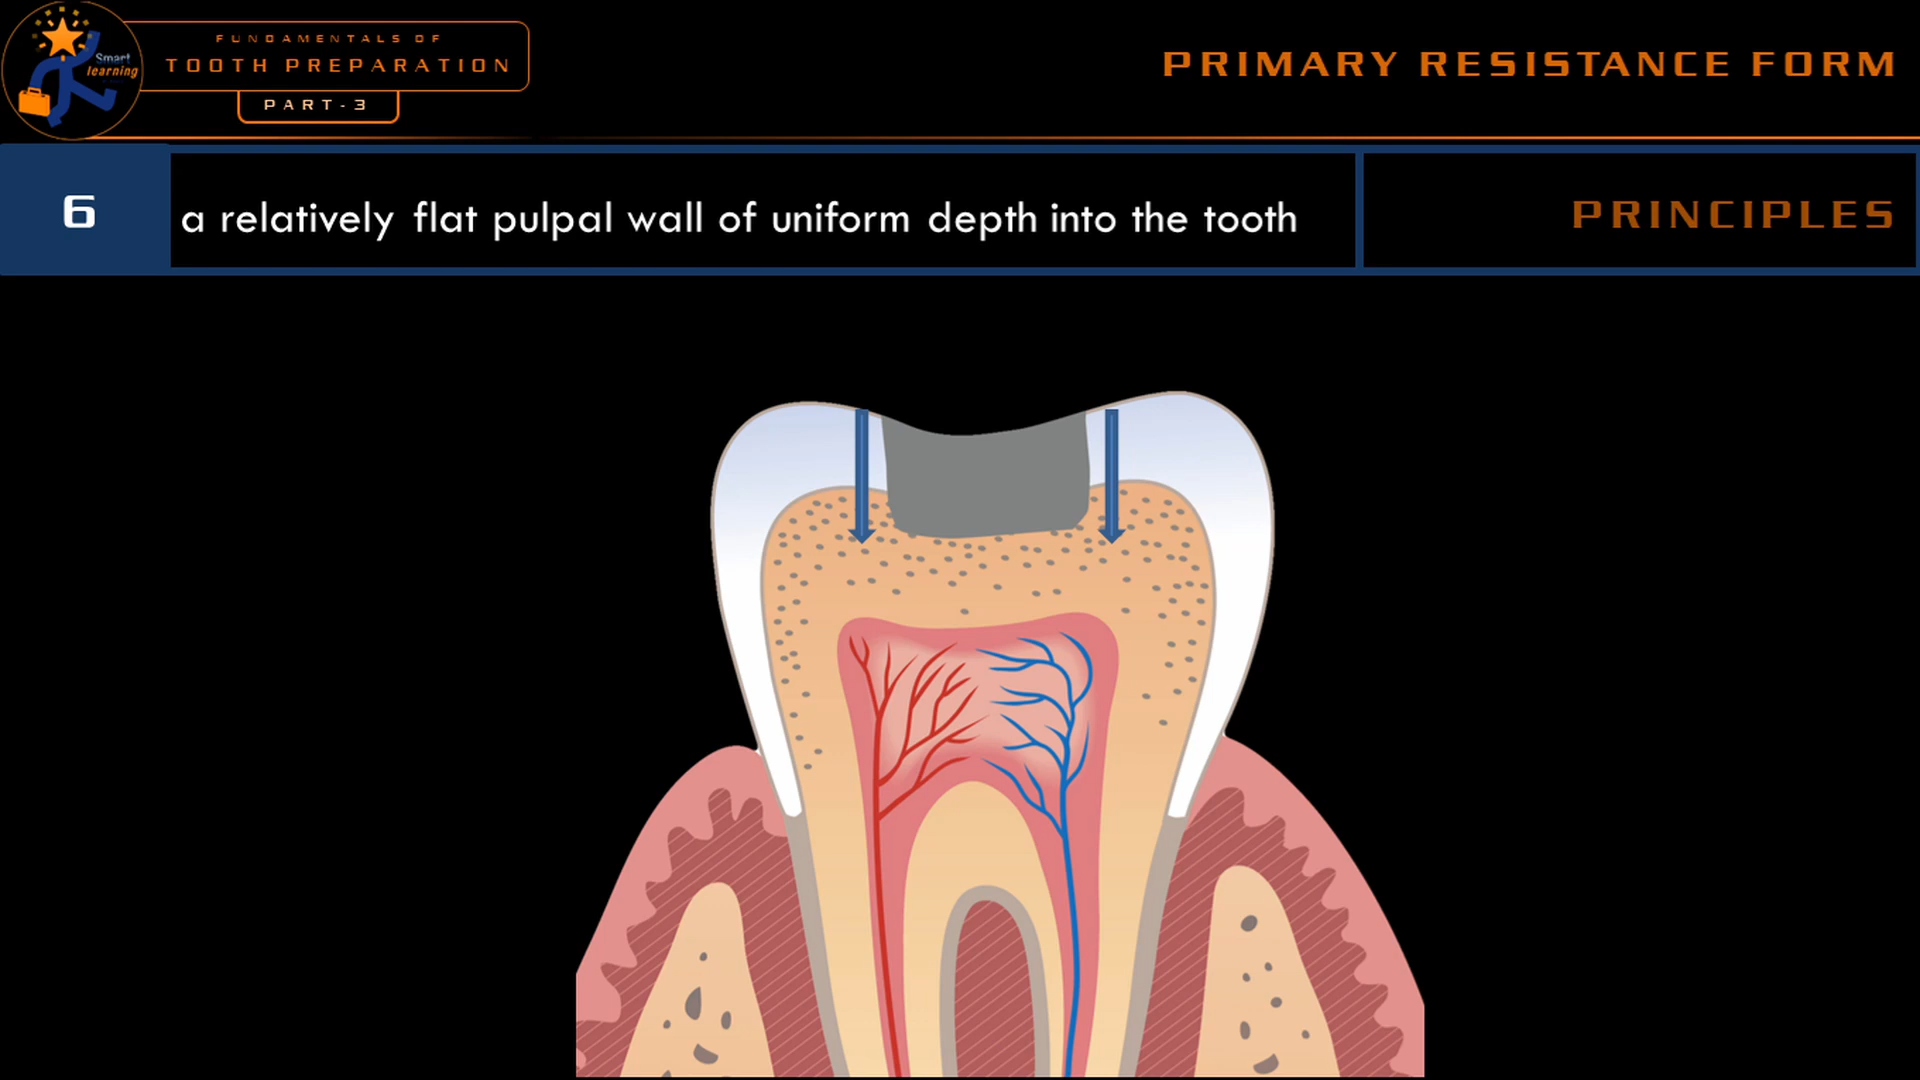 Smart
learning
FUNDAMENTALS OF
TOOTH PREPARATION
PART-3
PRIMARY RESISTANCE FORM
6
a relatively flat pulpal wall of uniform depth into the tooth
PRINCIPLES